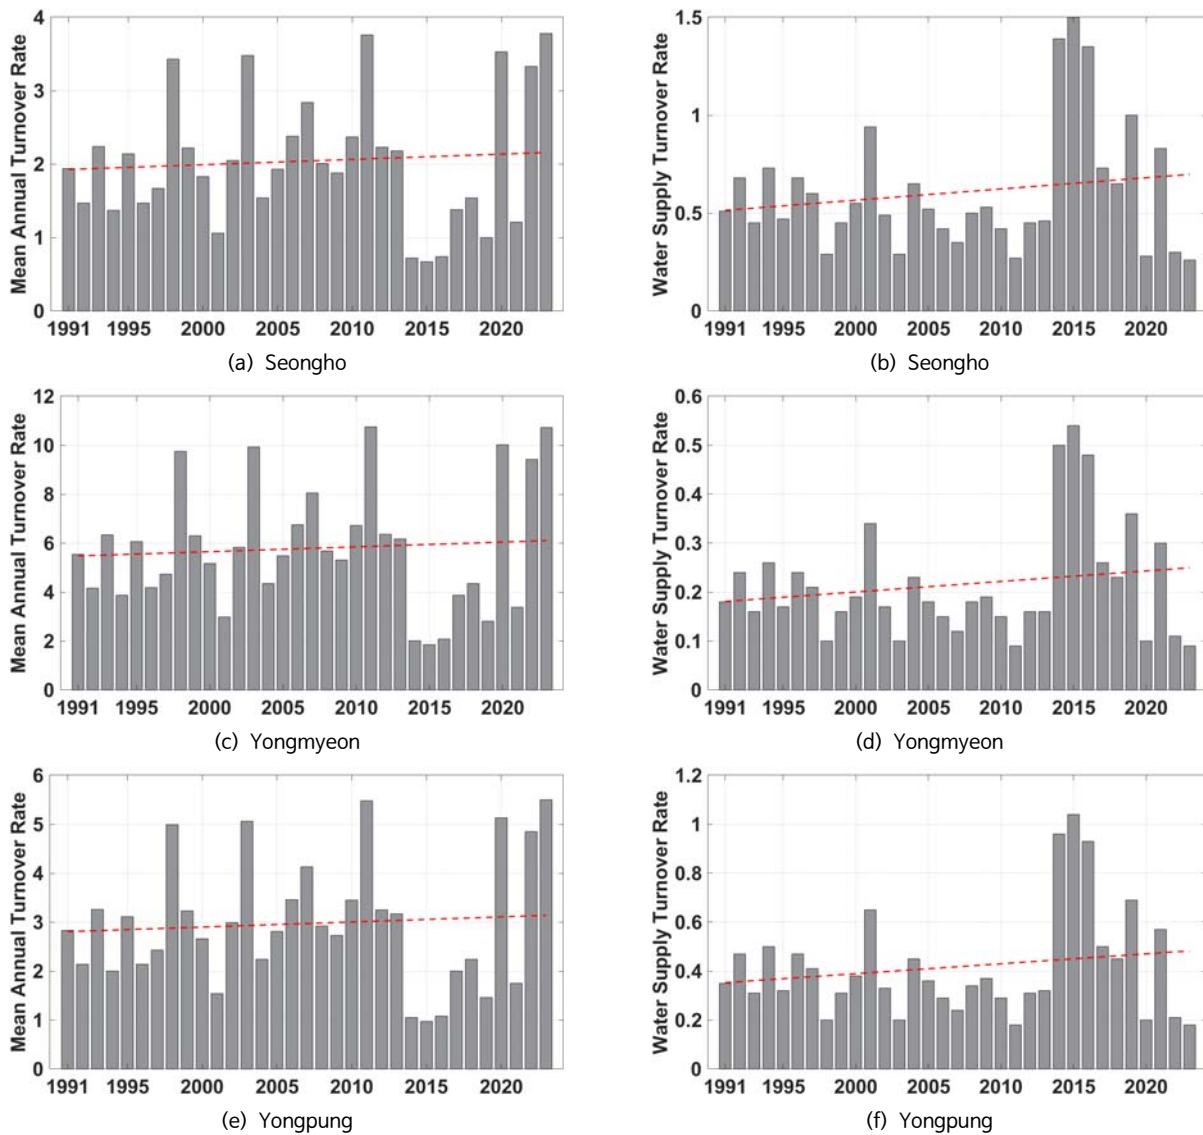 Mean Annual Turnover Rate
4
3
2
1
0
1991 1995 2000 2005 2010 2015 2020
(a) Seongho
Water Supply Turnover Rate
1.5
1
0.5
0
1991 1995 2000 2005 2010 2015 2020
(b) Seongho
Mean Annual Turnover Rate
12
10
8
6
4
2
0
1991 1995 2000 2005 2010 2015 2020
(c) Yongmyeon
Water Supply Turnover Rate
0.6
0.5
0.4
0.3
0.2
0.1
0
1991 1995 2000 2005 2010 2015 2020
(d) Yongmyeon
Mean Annual Turnover Rate
6
5
4
3
2
1
0
1991 1995 2000 2005 2010 2015 2020
(e) Yongpung
Water Supply Turnover Rate
1.2
1
0.8
0.6
0.4
0.2
0
1991 1995 2000 2005 2010 2015 2020
(f) Yongpung